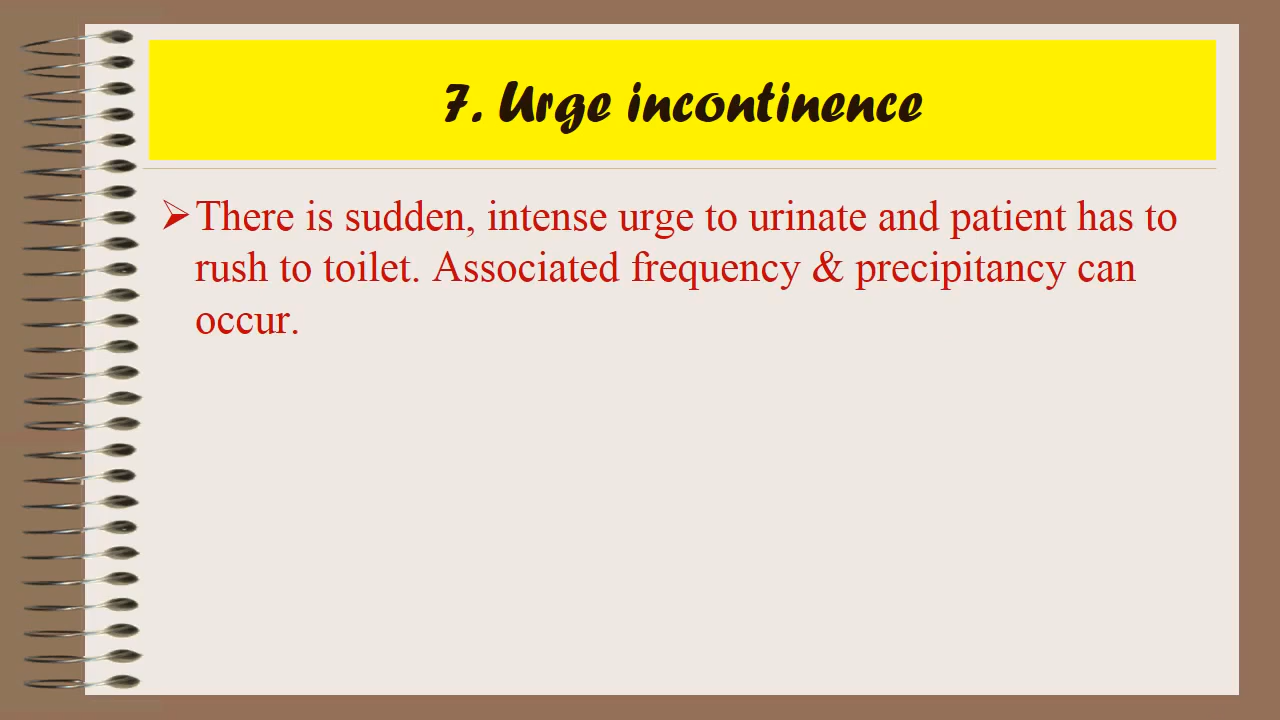 7. Urge incontinence
➢There is sudden, intense urge to urinate and patient has to
rush to toilet. Associated frequency & precipitancy can
occur.